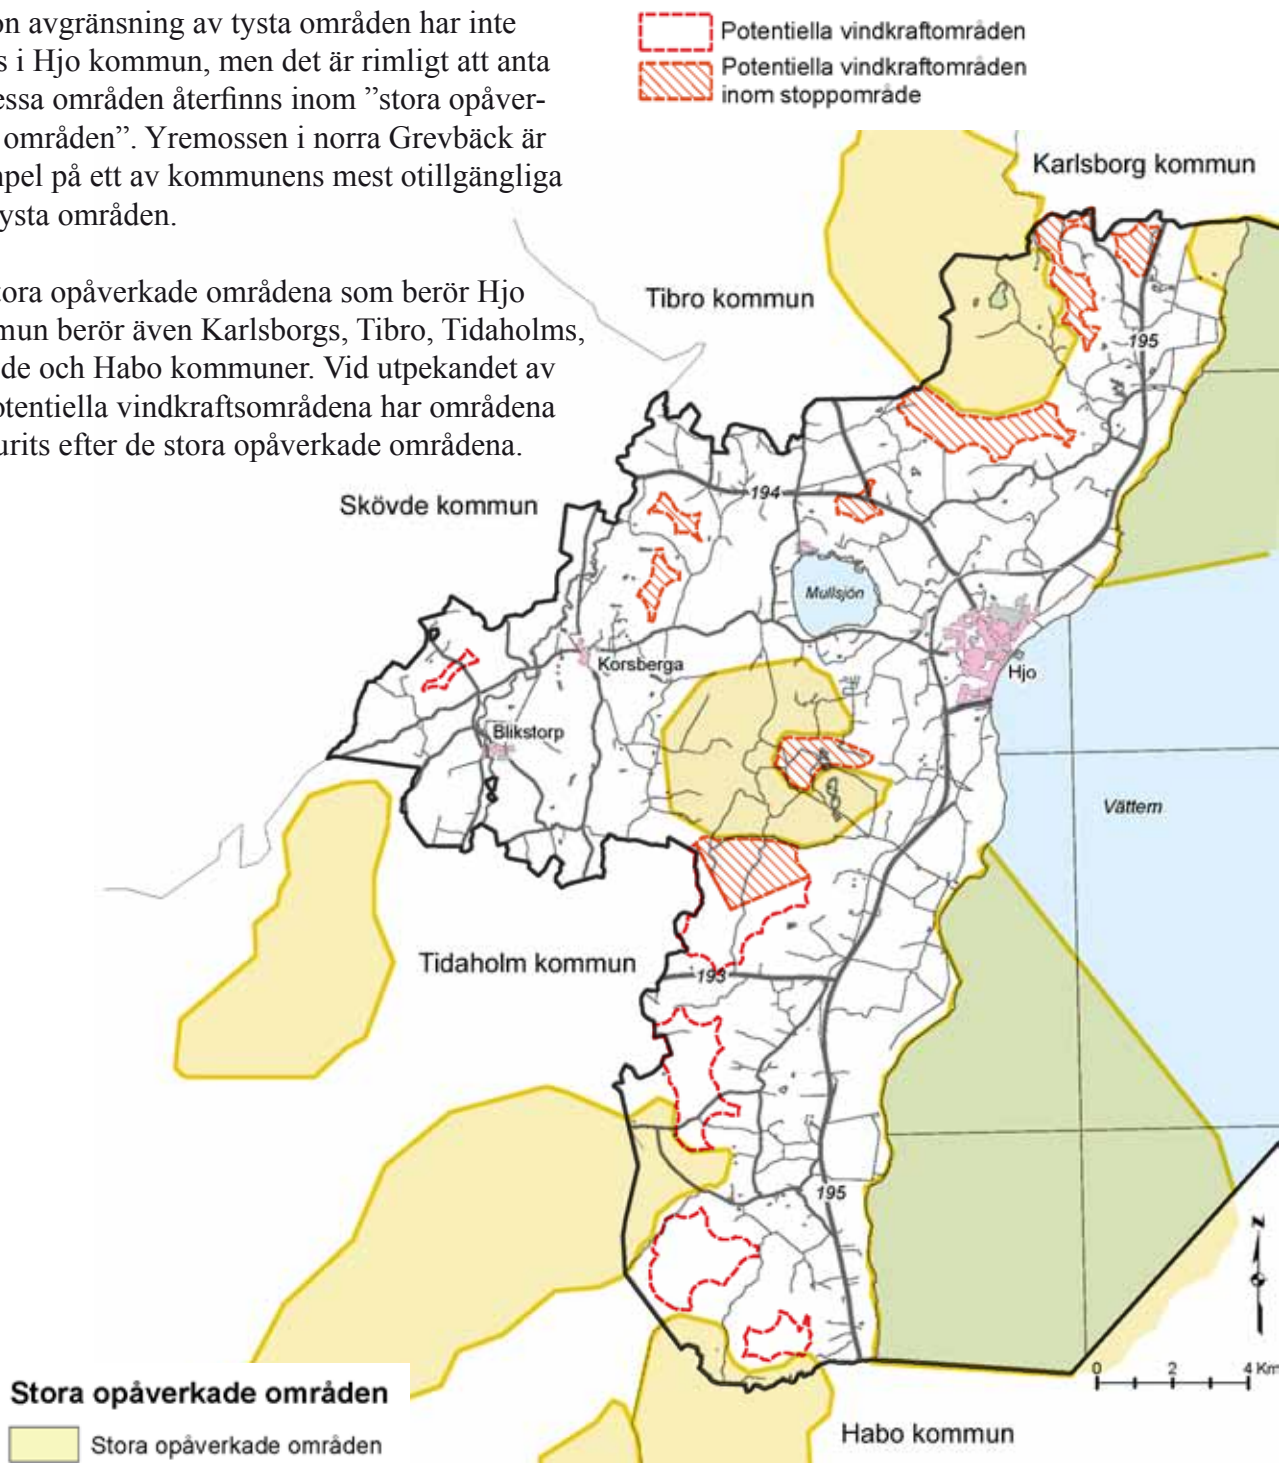 on avgränsning av tysta områden har inte
s i Hjo kommun, men det är rimligt att anta
essa områden återfinns inom ”stora opåver-
områden”. Yremossen i norra Grevbäck är
pel på ett av kommunens mest otillgängliga
ysta områden.
tora opåverkade områdena som berör Hjo
mun berör även Karlsborgs, Tibro, Tidaholms,
de och Habo kommuner. Vid utpekandet av
otentiella vindkraftsområdena har områdena
urits efter de stora opåverkade områdena.
Potentiella vindkraftområden
Potentiella vindkraftområden
inom stoppområde
Karlsborg kommun
Tibro kommun
195
Skövde kommun
194
Mullsjön
Korsberga
Hjo
Blikstorp
Vättern
Tidaholm kommun
193
195
N
0 2 4 Km
Stora opåverkade områden
Stora opåverkade områden
Habo kommun